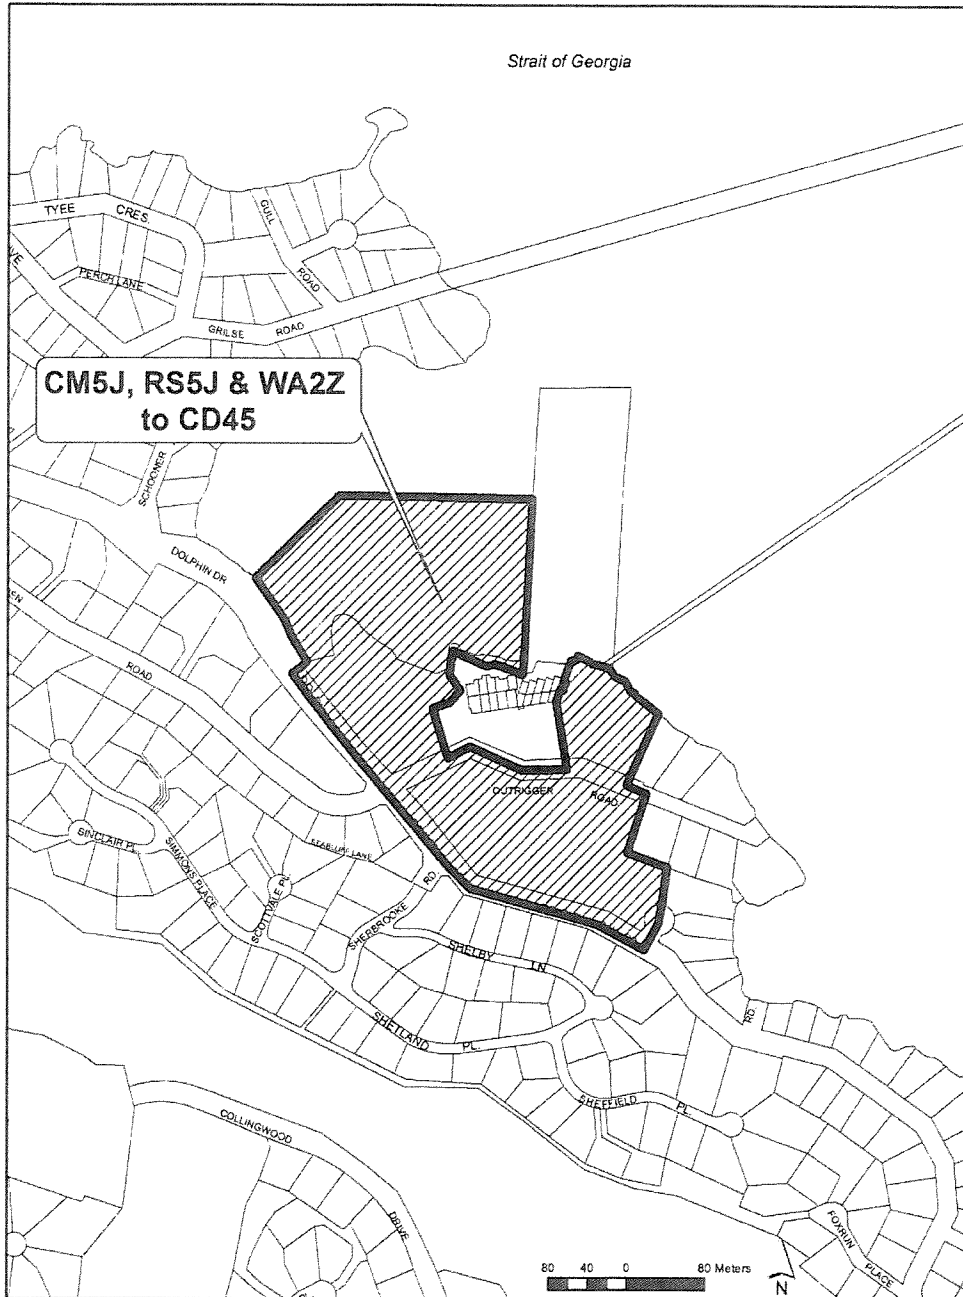 Strait of Georgia
TYEE CRES.
GULL ROAD
PERCH LANE
GRILSE ROAD
CM5J, RS5J & WA2Z
to CD45
SCHOONER
DOLPHIN DR
ROAD
OUTRIGGER ROAD
SINCLAIR PL
SIMMONS PLACE
SCOTTVALE PL
SHERBROOKE RD
SHELBY LN
SHETLAND PL
RD.
SHEFFIELD PL
COLLINGWOOD DRIVE
FOXRUN PLACE
80 40 0 80 Meters
N